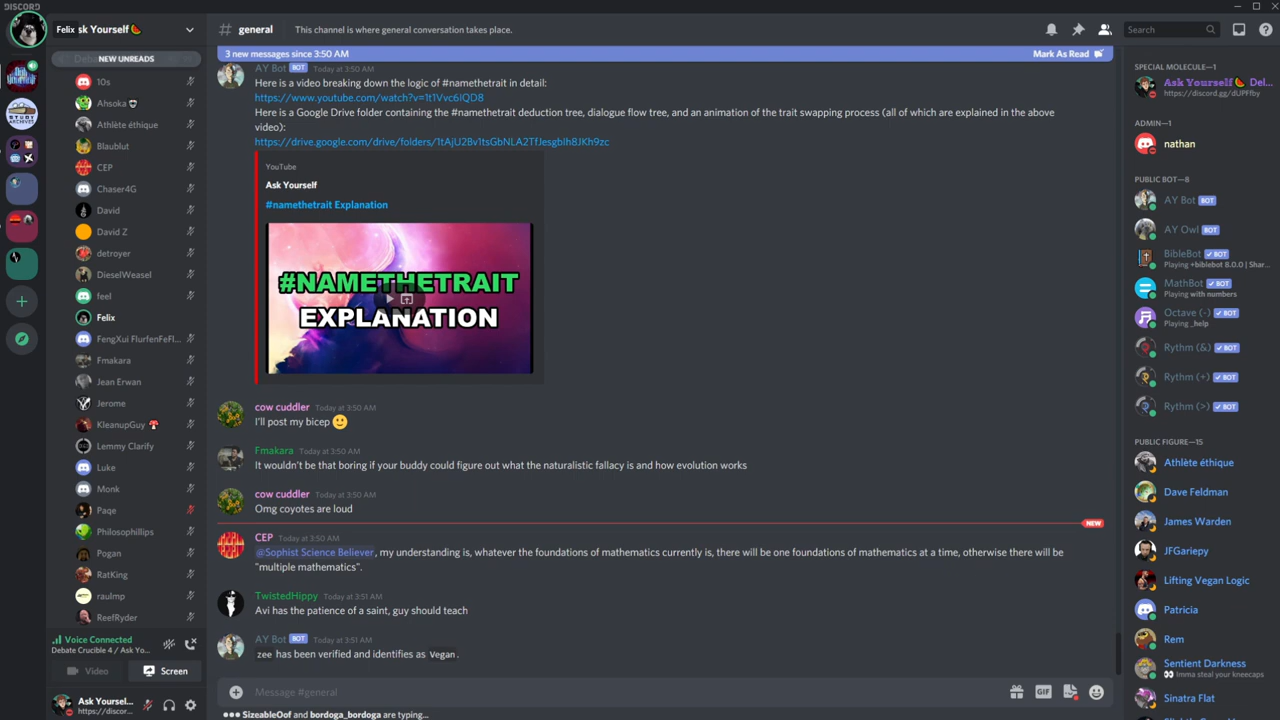 DISCORD
Felix
sk Yourself 🍉
# general
This channel is where general conversation takes place.
Search
NEW UNREADS
10s
Ahsoka
Athlète éthique
Blaublut
CEP
Chaser4G
David
David Z
detroyer
DieselWeasel
feel
Felix
FengXui FlurfenFeFl...
Fmakara
Jean Erwan
Jerome
KleanupGuy 🍄
Lemmy Clarify
Luke
Monk
Paqe
Philosophillips
Pogan
RatKing
raulmp
ReefRyder
Voice Connected
Debate Crucible 4 / Ask Yo...
Video
Screen
Ask Yoursel...
https://discor...
3 new messages since 3:50 AM
Mark As Read
AY Bot BOT Today at 3:50 AM
Here is a video breaking down the logic of #namethetrait in detail:
https://www.youtube.com/watch?v=1t1Vvc6IQD8
Here is a Google Drive folder containing the #namethetrait deduction tree, dialogue flow tree, and an animation of the trait swapping process (all of which are explained in the above
video):
https://drive.google.com/drive/folders/1tAjU2Bv1tsGbNLA2TfJesgbIhBJKh9zc
YouTube
Ask Yourself
#namethetrait Explanation
#NAMETHETRAIT
EXPLANATION
cow cuddler Today at 3:50 AM
I'll post my bicep 🙂
Fmakara Today at 3:50 AM
It wouldn't be that boring if your buddy could figure out what the naturalistic fallacy is and how evolution works
cow cuddler Today at 3:50 AM
Omg coyotes are loud
NEW
CEP Today at 3:50 AM
@Sophist Science Believer, my understanding is, whatever the foundations of mathematics currently is, there will be one foundations of mathematics at a time, otherwise there will be
"multiple mathematics".
TwistedHippy Today at 3:51 AM
Avi has the patience of a saint, guy should teach
AY Bot BOT Today at 3:51 AM
zee has been verified and identifies as Vegan.
Message #general
GIF
SizeableOof and bordoga_bordoga are typing...
SPECIAL MOLECULE—1
Ask Yourself 🍉 Del...
https://discord.gg/dUPFfby
ADMIN—1
nathan
PUBLIC BOT—8
AY Bot BOT
AY Owl BOT
BibleBot ✓ BOT
Playing +biblebot 8.0.0 | Shar...
MathBot ✓ BOT
Playing with numbers
Octave (-) ✓ BOT
Playing _help
Rythm (&) ✓ BOT
Rythm (+) ✓ BOT
Rythm (>) ✓ BOT
PUBLIC FIGURE—15
Athlète éthique
Dave Feldman
James Warden
JFGariepy
Lifting Vegan Logic
Patricia
Rem
Sentient Darkness
👀 Imma steal your kneecaps
Sinatra Flat